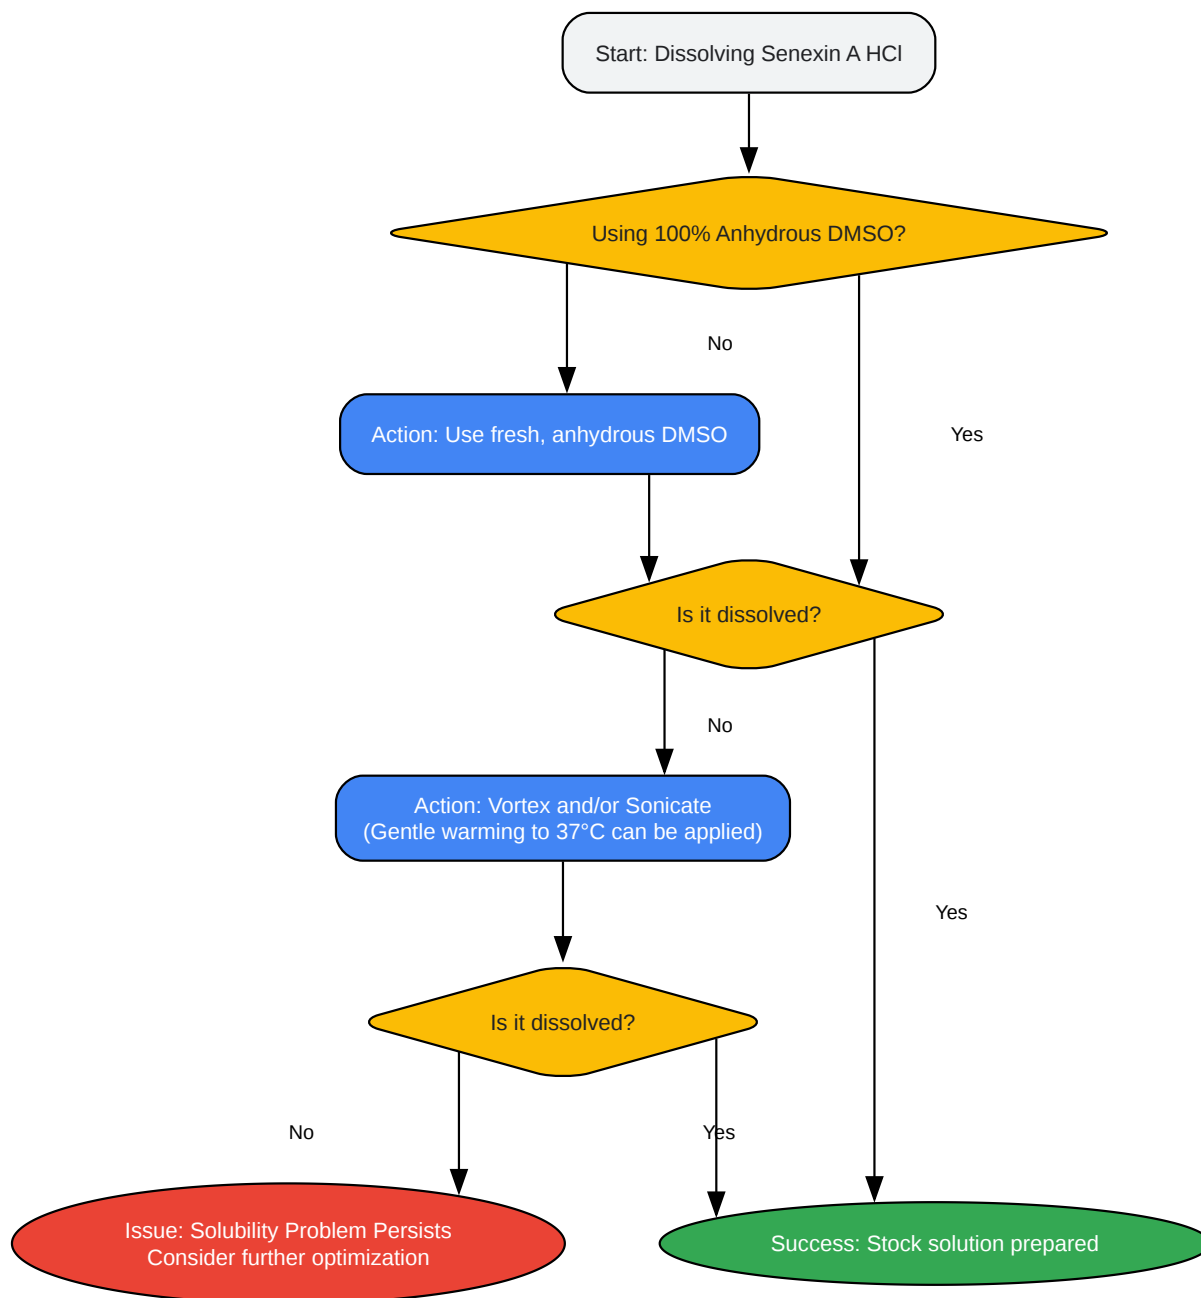 Start: Dissolving Senexin A HCl
Using 100% Anhydrous DMSO?
No
Action: Use fresh, anhydrous DMSO
Yes
Is it dissolved?
No
Action: Vortex and/or Sonicate
(Gentle warming to 37°C can be applied)
Yes
Is it dissolved?
No
Yes
Issue: Solubility Problem Persists
Consider further optimization
Success: Stock solution prepared